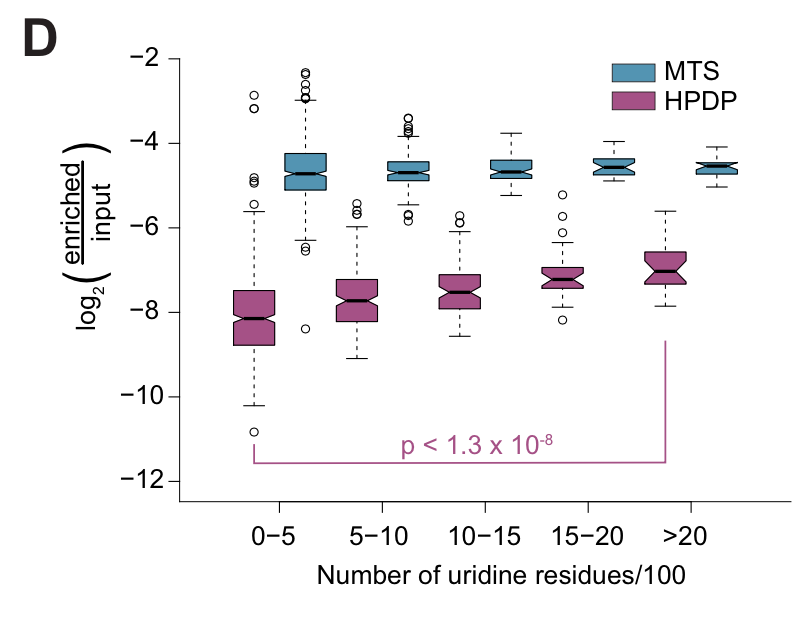 D
MTS
HPDP
log2(enriched/input)
−2
−4
−6
−8
−10
−12
p < 1.3 x 10-8
0−5 5−10 10−15 15−20 >20
Number of uridine residues/100